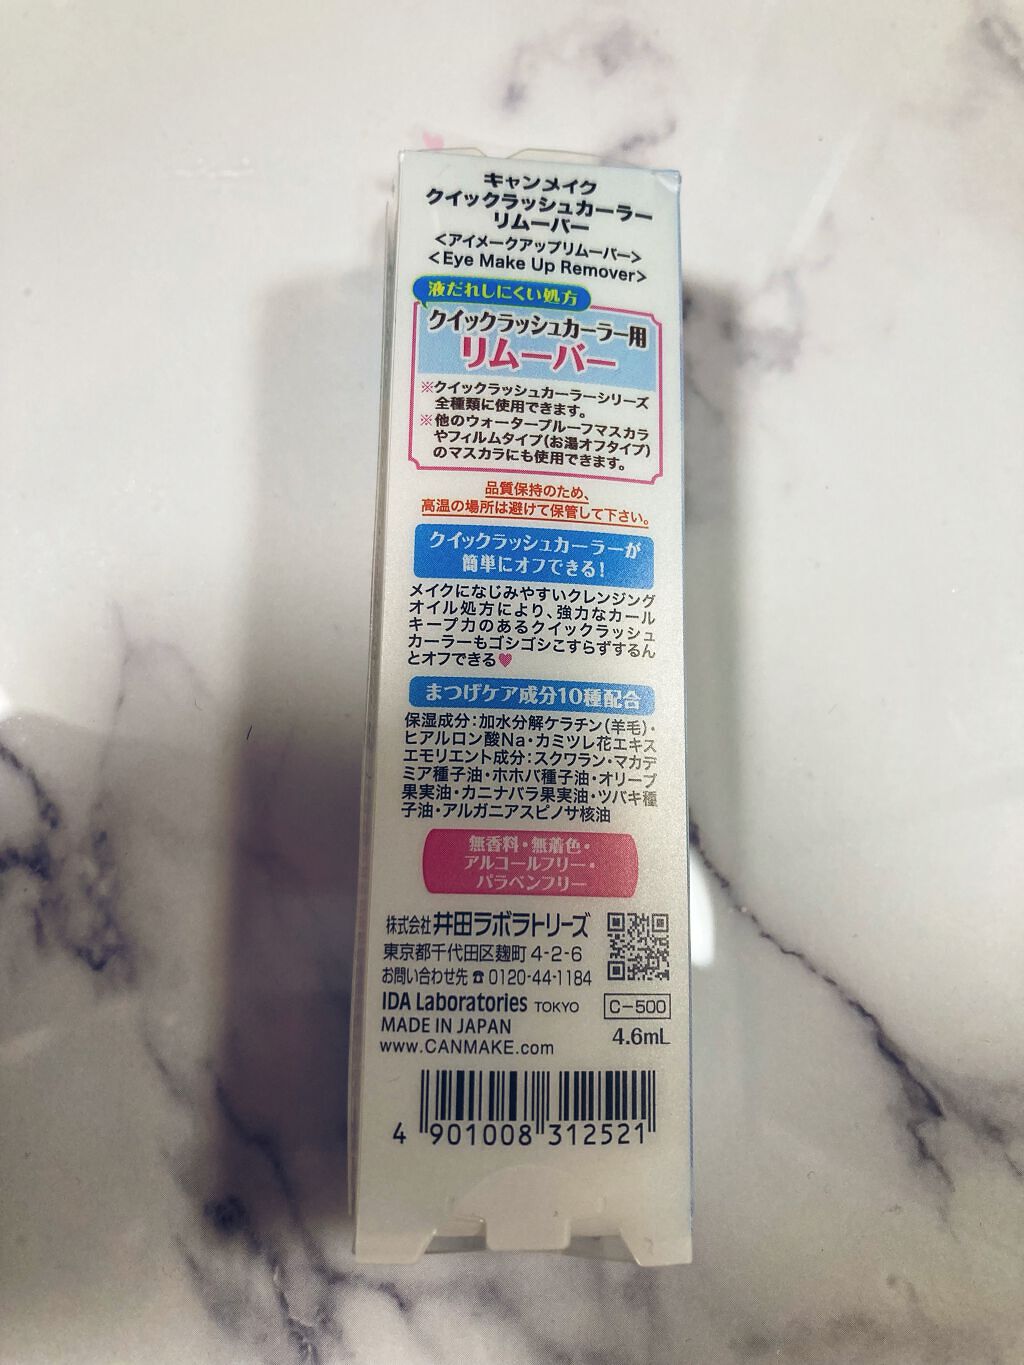 キャンメイク
クイックラッシュカーラー
リムーバー
<アイメークアップリムーバー>
<Eye Make Up Remover>
液だれしにくい処方
クイックラッシュカーラー用
リムーバー
※クイックラッシュカーラーシリーズ
全種類に使用できます。
※他のウォータープルーフマスカラ
やフィルムタイプ(お湯オフタイプ)
のマスカラにも使用できます。
品質保持のため、
高温の場所は避けて保管して下さい。
クイックラッシュカーラーが
簡単にオフできる!
メイクになじみやすいクレンジング
オイル処方により、強力なカール
キープ力のあるクイックラッシュ
カーラーもゴシゴシこすらずするん
とオフできる♥
まつげケア成分10種配合
保湿成分:加水分解ケラチン(羊毛)・
ヒアルロン酸Na・カミツレ花エキス
エモリエント成分:スクワラン・マカデ
ミア種子油・ホホバ種子油・オリーブ
果実油・カニナバラ果実油・ツバキ種
子油・アルガニアスピノサ核油
無香料・無着色・
アルコールフリー・
パラベンフリー
株式会社 井田ラボラトリーズ
東京都千代田区麹町 4-2-6
お問い合わせ先 ☎ 0120-44-1184
IDA Laboratories TOKYO
C-500
MADE IN JAPAN
4.6mL
www.CANMAKE.com
4 901008 312521